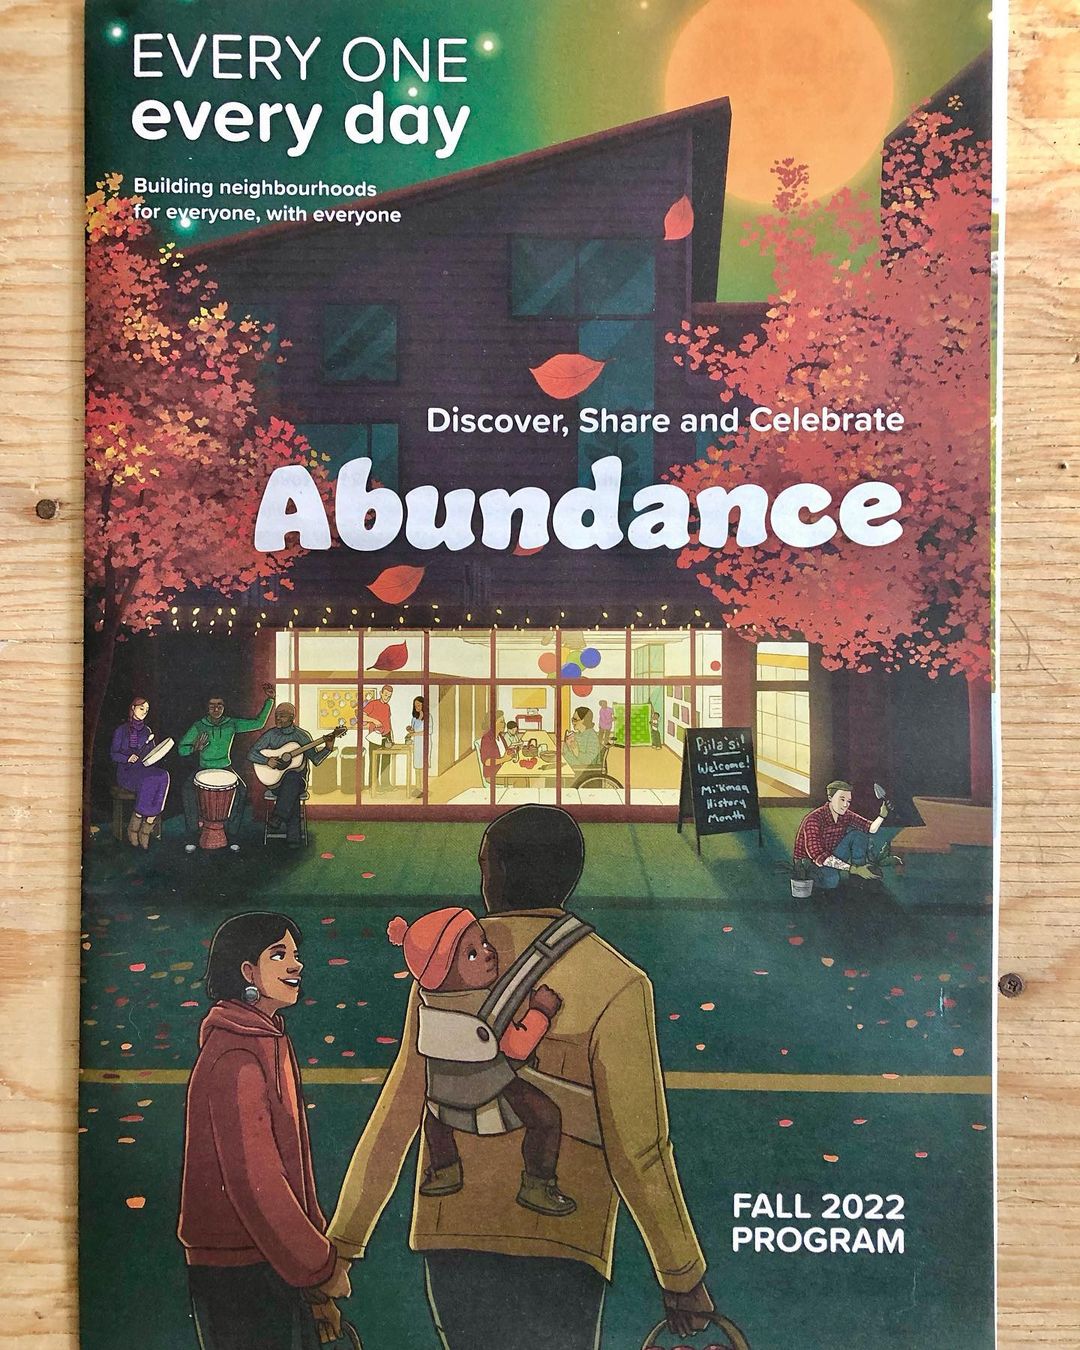 EVERY ONE
every day
Building neighbourhoods
for everyone, with everyone
Discover, Share and Celebrate
Abundance
Pjila'si!
Welcome!
Mi'kmaq
History
Month
FALL 2022
PROGRAM